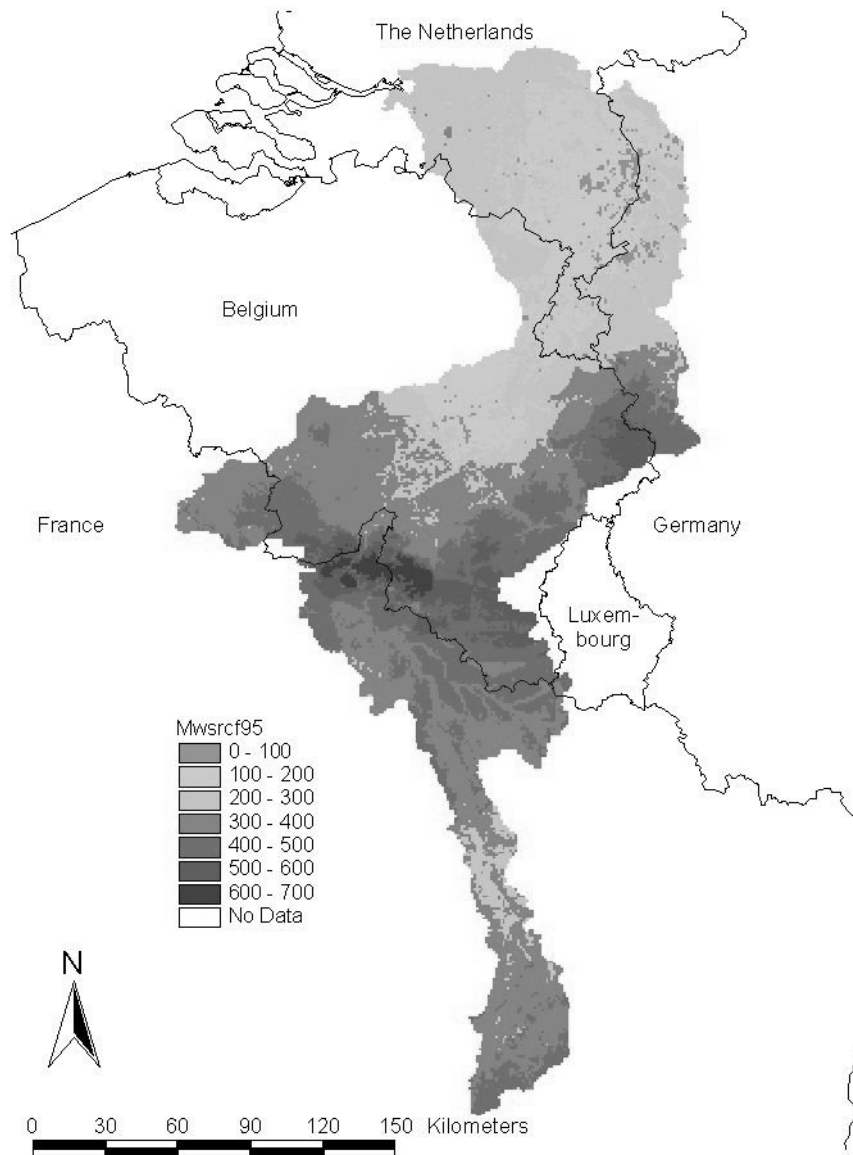 The Netherlands
Belgium
France
Germany
Luxem-
bourg
Mwsrcf95
0 - 100
100 - 200
200 - 300
300 - 400
400 - 500
500 - 600
600 - 700
No Data
N
0 30 60 90 120 150 Kilometers